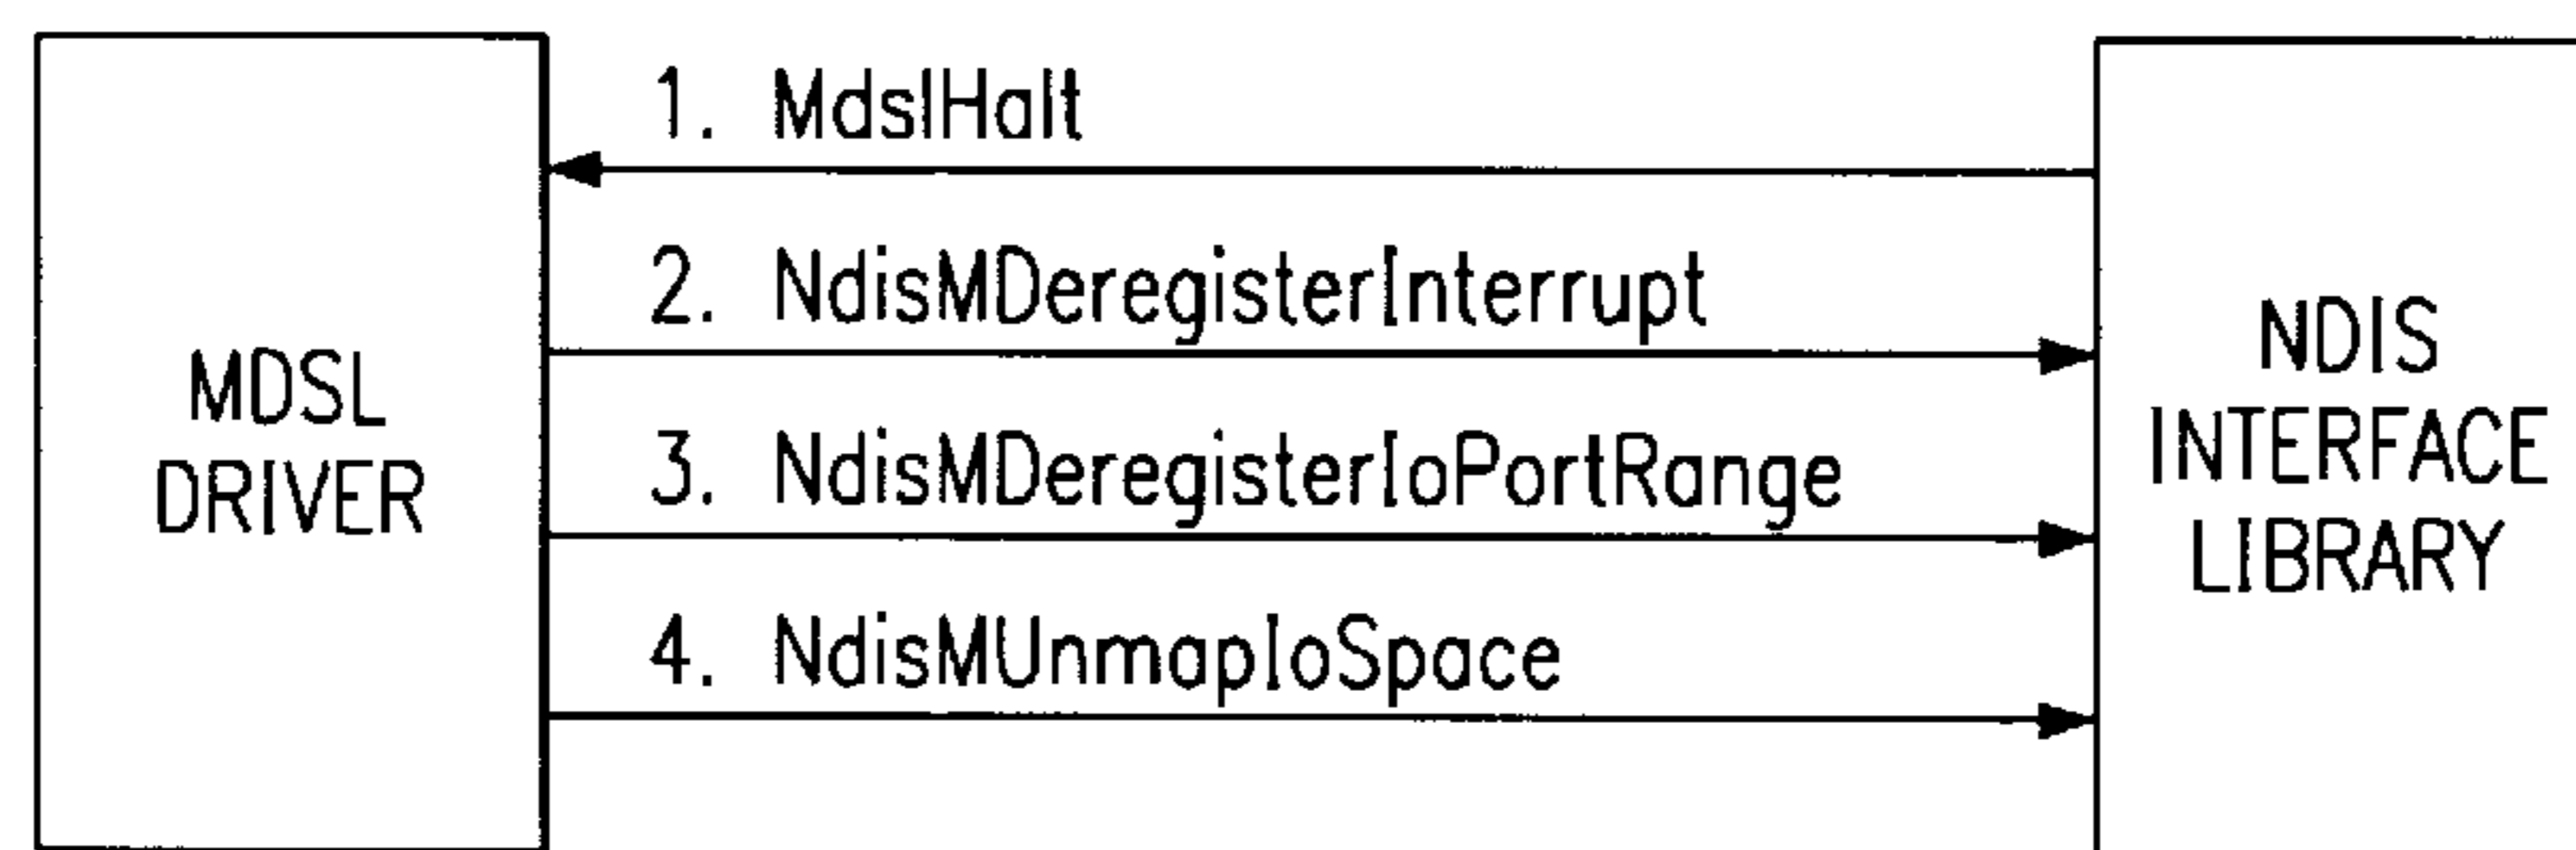 1. MdslHalt
2. NdisMDeregisterInterrupt
3. NdisMDeregisterIoPortRange
4. NdisMUnmapIoSpace
MDSL
DRIVER
NDIS
INTERFACE
LIBRARY